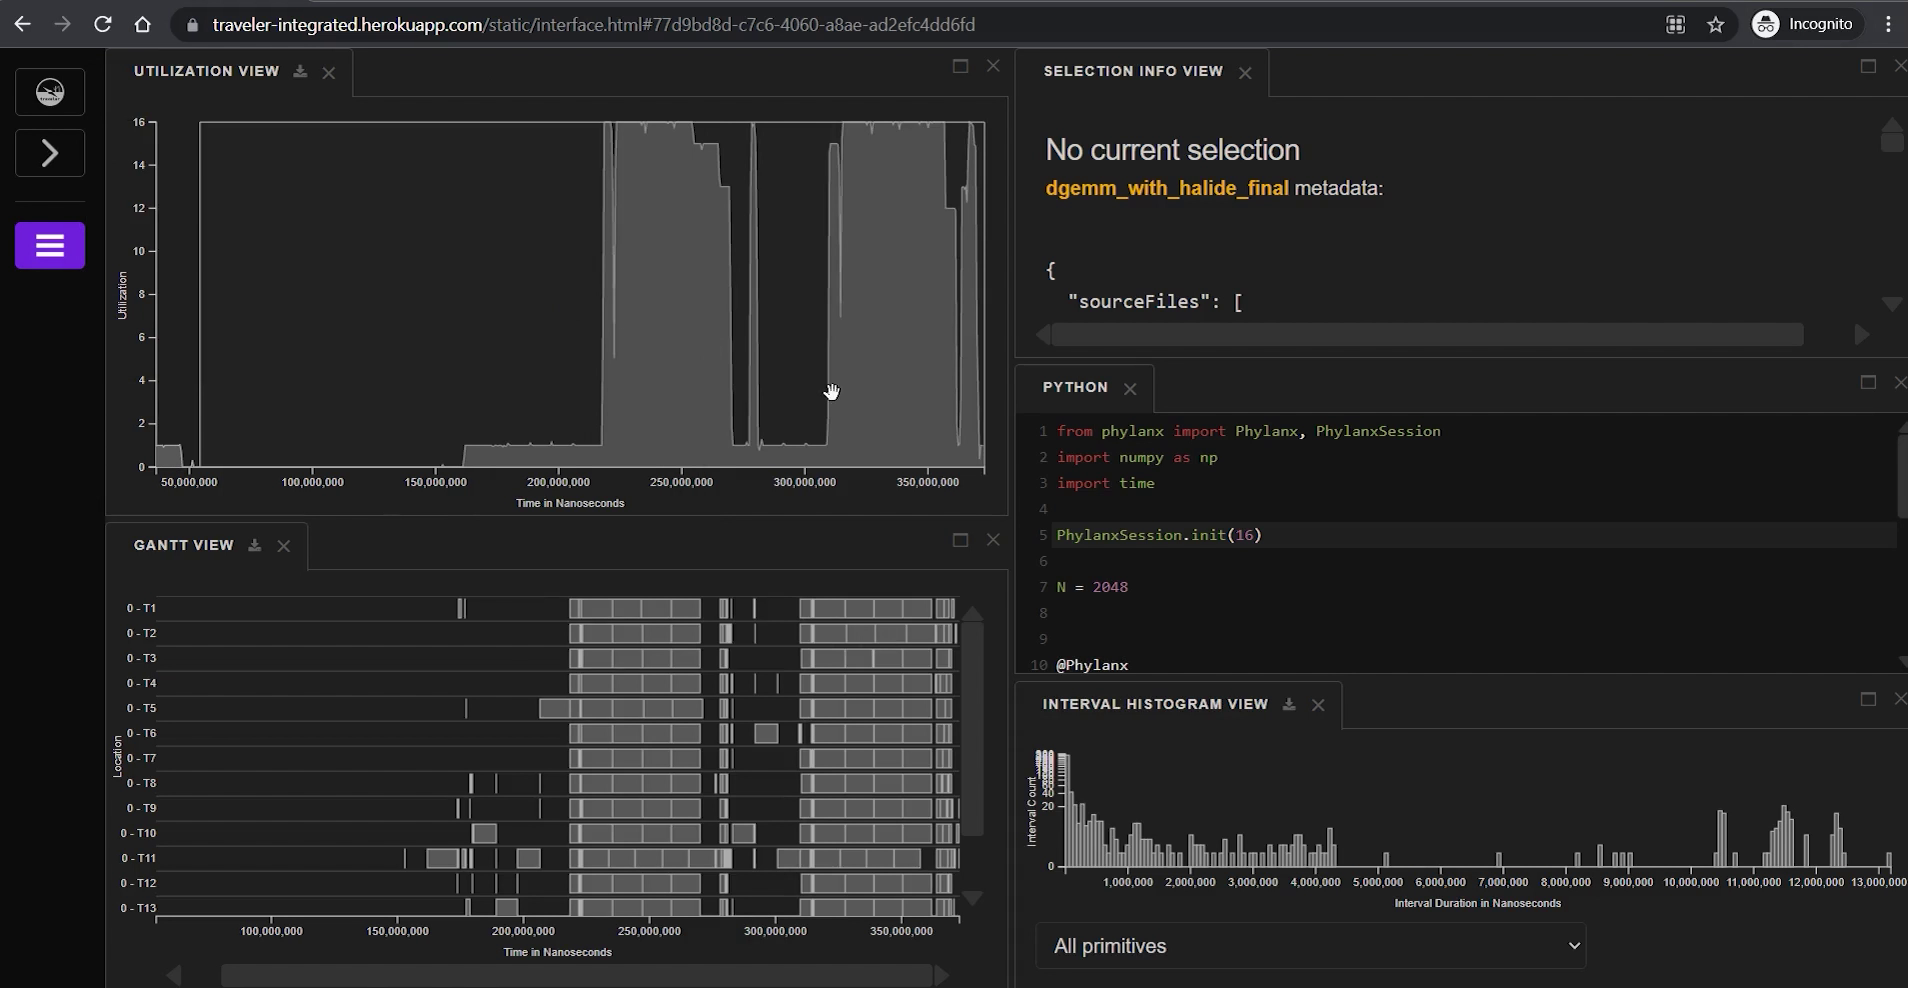 traveler-integrated.herokuapp.com/static/interface.html#77d9bd8d-c7c6-4060-a8ae-ad2efc4dd6fd
Incognito
traveler
UTILIZATION VIEW
16
14
12
10
8
6
4
2
0
Utilization
50,000,000 100,000,000 150,000,000 200,000,000 250,000,000 300,000,000 350,000,000
Time in Nanoseconds
GANTT VIEW
0 - T1
0 - T2
0 - T3
0 - T4
0 - T5
0 - T6
0 - T7
0 - T8
0 - T9
0 - T10
0 - T11
0 - T12
0 - T13
Location
100,000,000 150,000,000 200,000,000 250,000,000 300,000,000 350,000,000
Time in Nanoseconds
SELECTION INFO VIEW
No current selection
dgemm_with_halide_final metadata:
{
"sourceFiles": [
PYTHON
1 from phylanx import Phylanx, PhylanxSession
2 import numpy as np
3 import time
4
5 PhylanxSession.init(16)
6
7 N = 2048
8
9
10 @Phylanx
INTERVAL HISTOGRAM VIEW
40
20
0
Interval Count
1,000,000 2,000,000 3,000,000 4,000,000 5,000,000 6,000,000 7,000,000 8,000,000 9,000,000 10,000,000 11,000,000 12,000,000 13,000,000
Interval Duration in Nanoseconds
All primitives